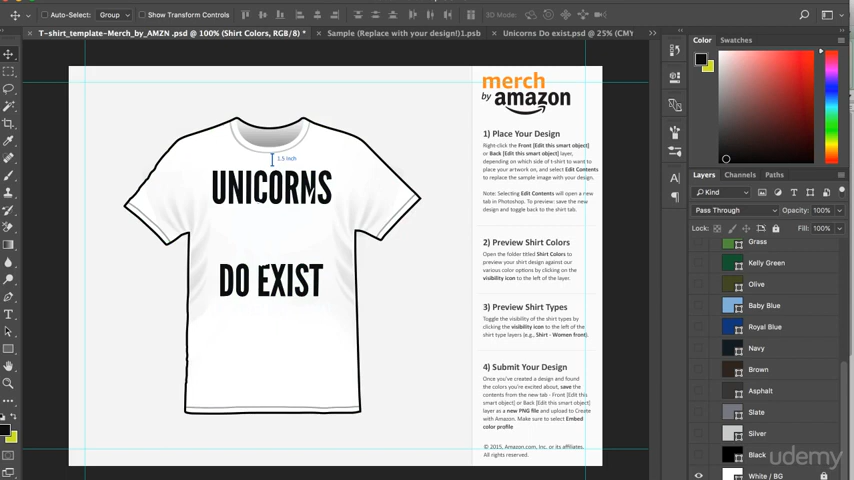 Auto-Select: Group Show Transform Controls 3D Mode:
T-shirt_template-Merch_by_AMZN .psd @ 100% (Shirt Colors, RGB/8) * Sample (Replace with your design!)1.psb Unicorns Do exist.psd @ 25% (CMY
Color Swatches
merch
by amazon
1) Place Your Design
Right-click the Front [Edit this smart object]
or Back [Edit this smart object] layer,
depending on which side of t-shirt to want to
place your artwork on, and select Edit Contents
to replace the sample image with your design.
Note: Selecting Edit Contents will open a new
tab in Photoshop. To preview: save the new
design and toggle back to the shirt tab.
2) Preview Shirt Colors
Open the folder titled Shirt Colors to
preview your shirt design against our
various color options by clicking on the
visibility icon to the left of the layer.
3) Preview Shirt Types
Toggle the visibility of the shirt types by
clicking the visibility icon to the left of the
shirt type layers (e.g., Shirt - Women front).
4) Submit Your Design
Once you've created a design and found
the colors you're excited about, save the
contents from the new tab - Front [Edit this
smart object] or Back [Edit this smart object]
layer as a new PNG file and upload to Create
with Amazon. Make sure to select Embed
color profile
© 2015, Amazon.com, Inc. or its affiliates.
All rights reserved.
1.5 Inch
UNICORNS
DO EXIST
Layers Channels Paths
Kind
Pass Through Opacity: 100%
Lock: Fill: 100%
Grass
Kelly Green
Olive
Baby Blue
Royal Blue
Navy
Brown
Asphalt
Slate
Silver
Black
White / BG
udemy